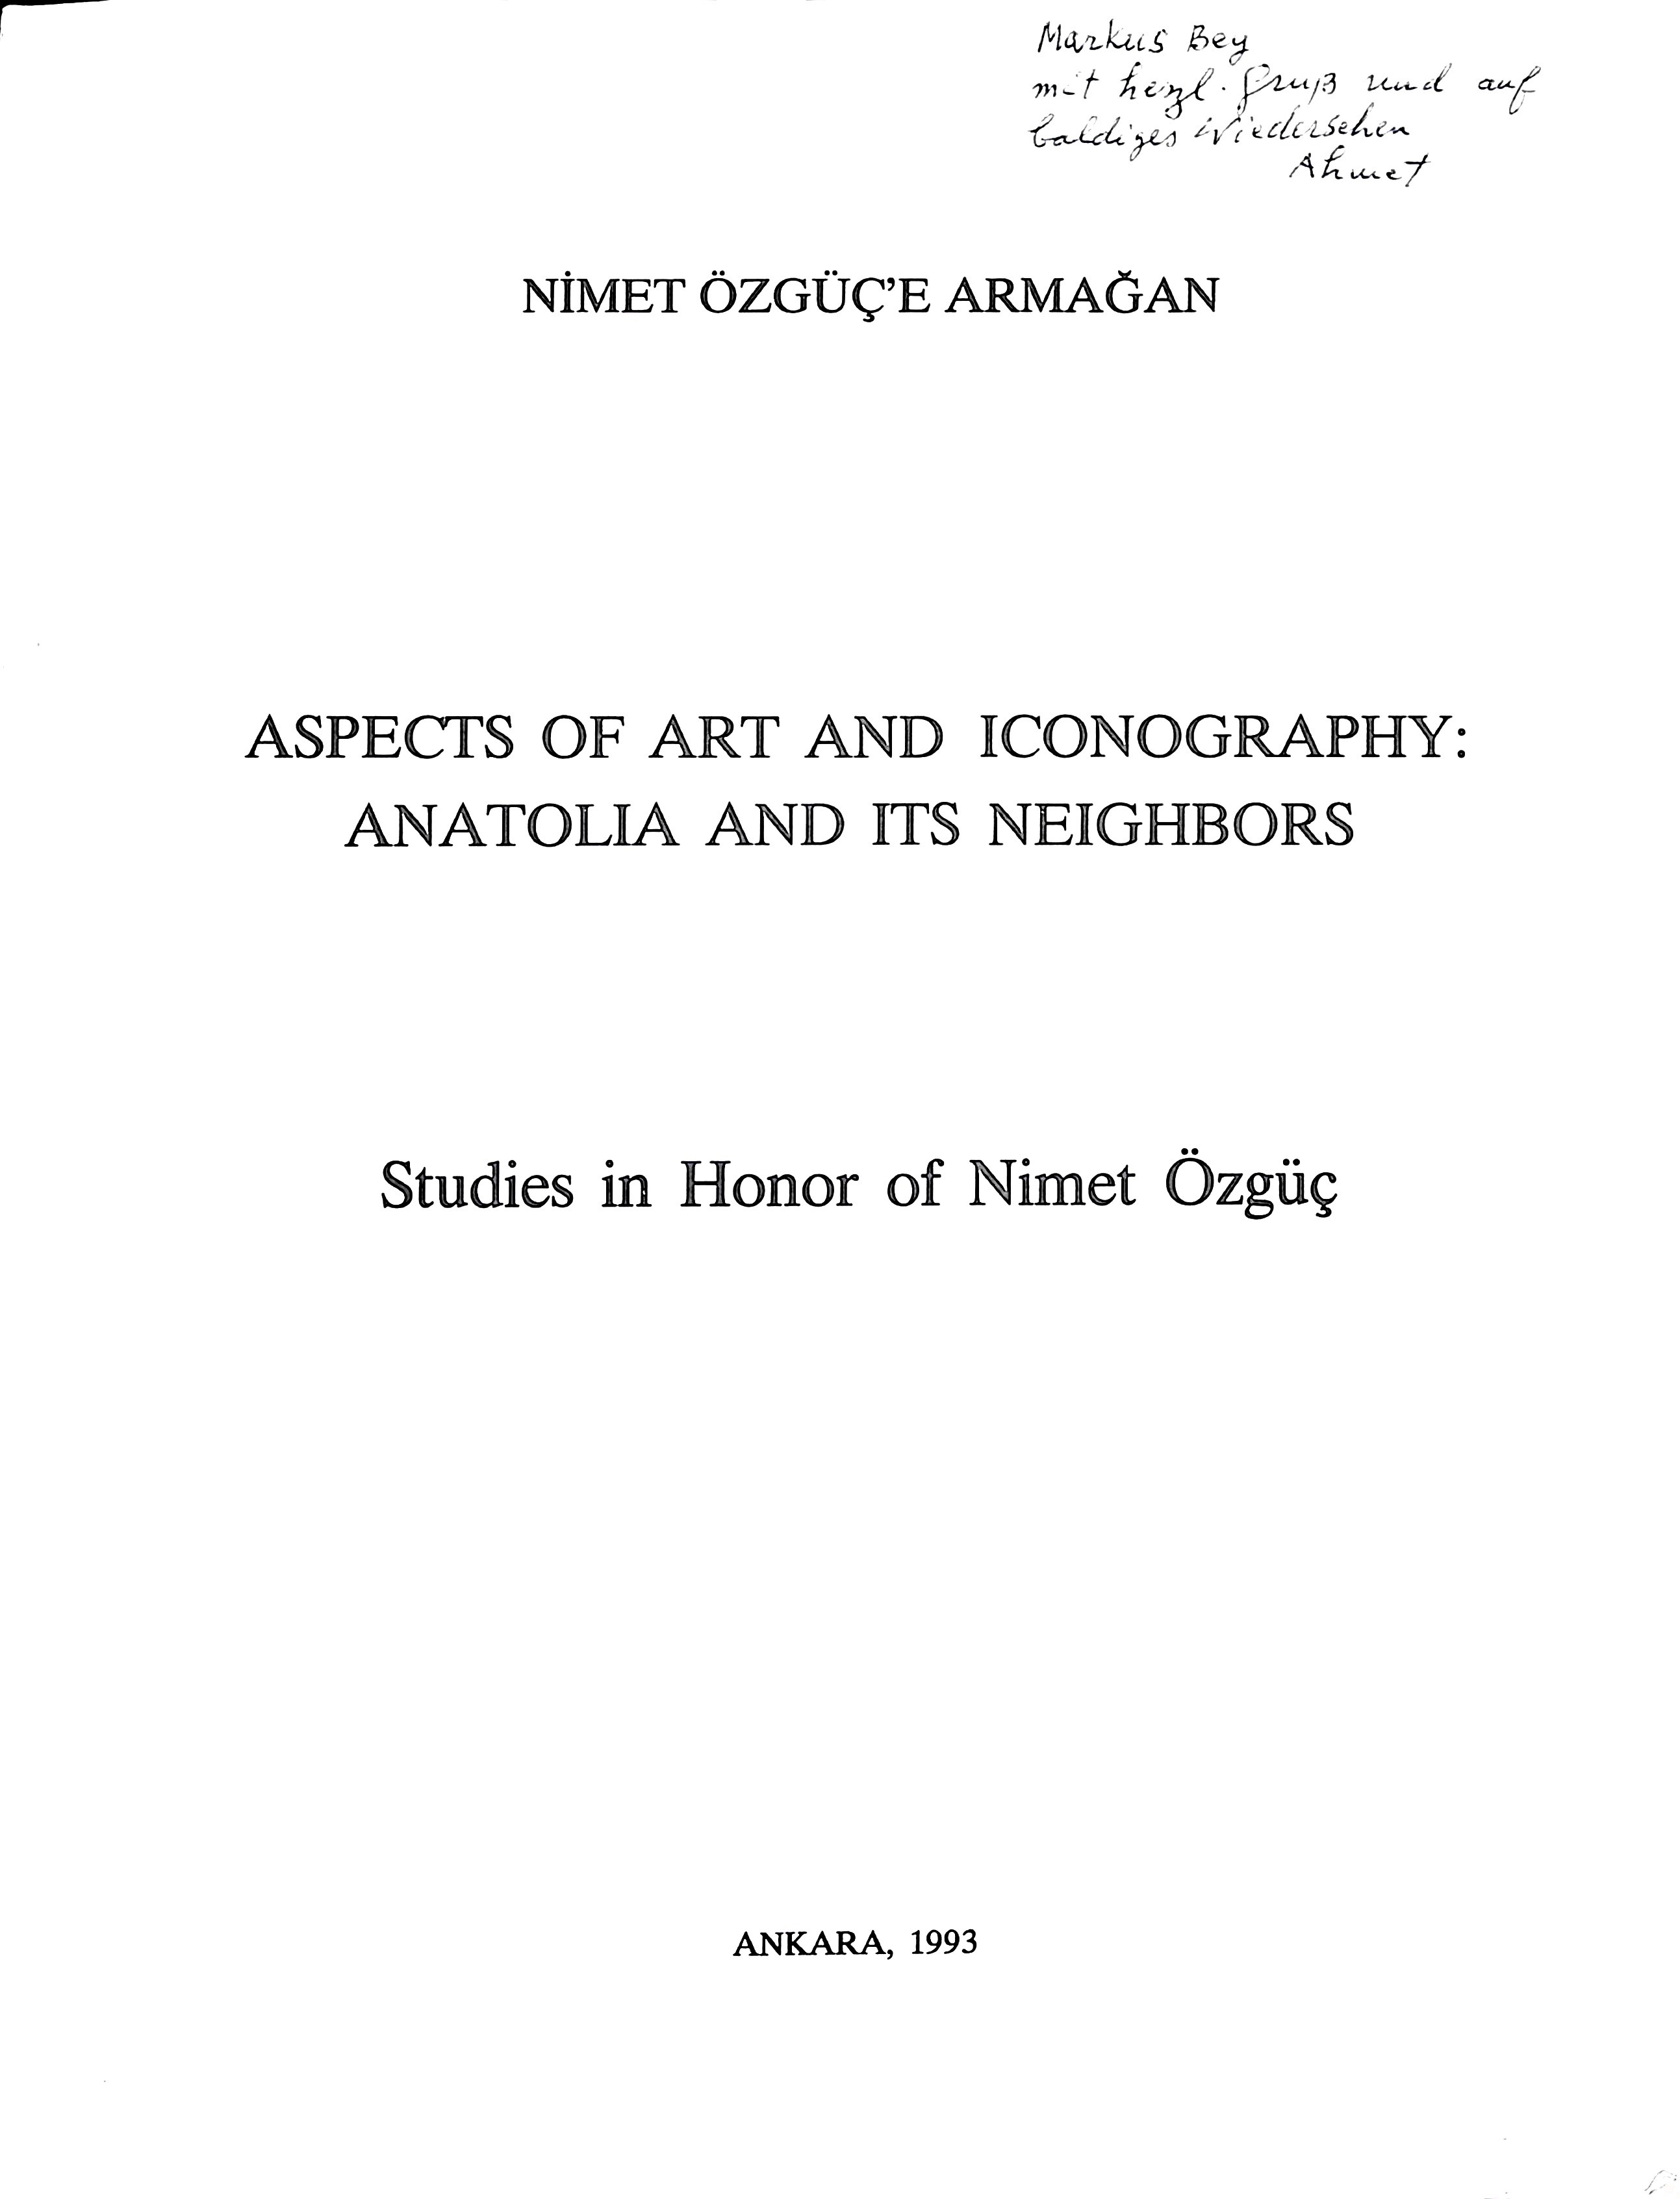 Markus Bey
mit herzl. Gruß und auf
baldiges Wiedersehen
Ahmet
NİMET ÖZGÜÇ'E ARMAĞAN
ASPECTS OF ART AND ICONOGRAPHY:
ANATOLIA AND ITS NEIGHBORS
Studies in Honor of Nimet Özgüç
ANKARA, 1993